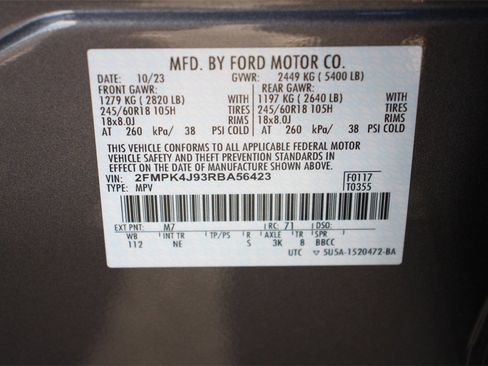 MFD. BY FORD MOTOR CO.
DATE: 10/23 GVWR: 2449 KG ( 5400 LB)
FRONT GAWR: REAR GAWR:
1279 KG ( 2820 LB) WITH 1197 KG ( 2640 LB) WITH
245/60R18 105H TIRES 245/60R18 105H TIRES
18x8.0J RIMS 18x8.0J RIMS
AT 260 kPa/ 38 PSI COLD AT 260 kPa/ 38 PSI COLD
THIS VEHICLE CONFORMS TO ALL APPLICABLE FEDERAL MOTOR
VEHICLE SAFETY AND THEFT PREVENTION STANDARDS IN
EFFECT ON THE DATE OF MANUFACTURE SHOWN ABOVE.
VIN: 2FMPK4J93RBA56423 F0117
TYPE: MPV T0355
EXT PNT: M7 RC: 71 DSO:
WB INT TR TP/PS R AXLE TR SPR
112 NE S 3K 8 BBCC
UTC ▽ 5U5A-1520472-BA